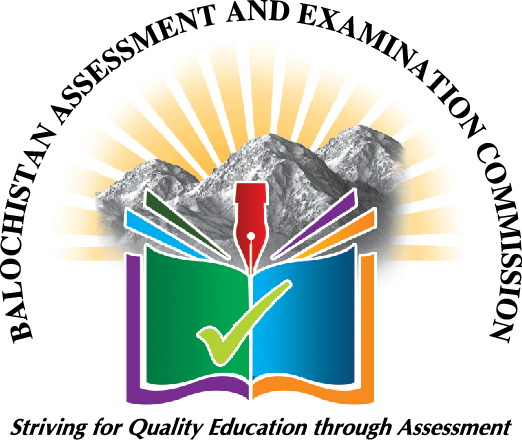 BALOCHISTAN ASSESSMENT AND EXAMINATION COMMISSION
Striving for Quality Education through Assessment